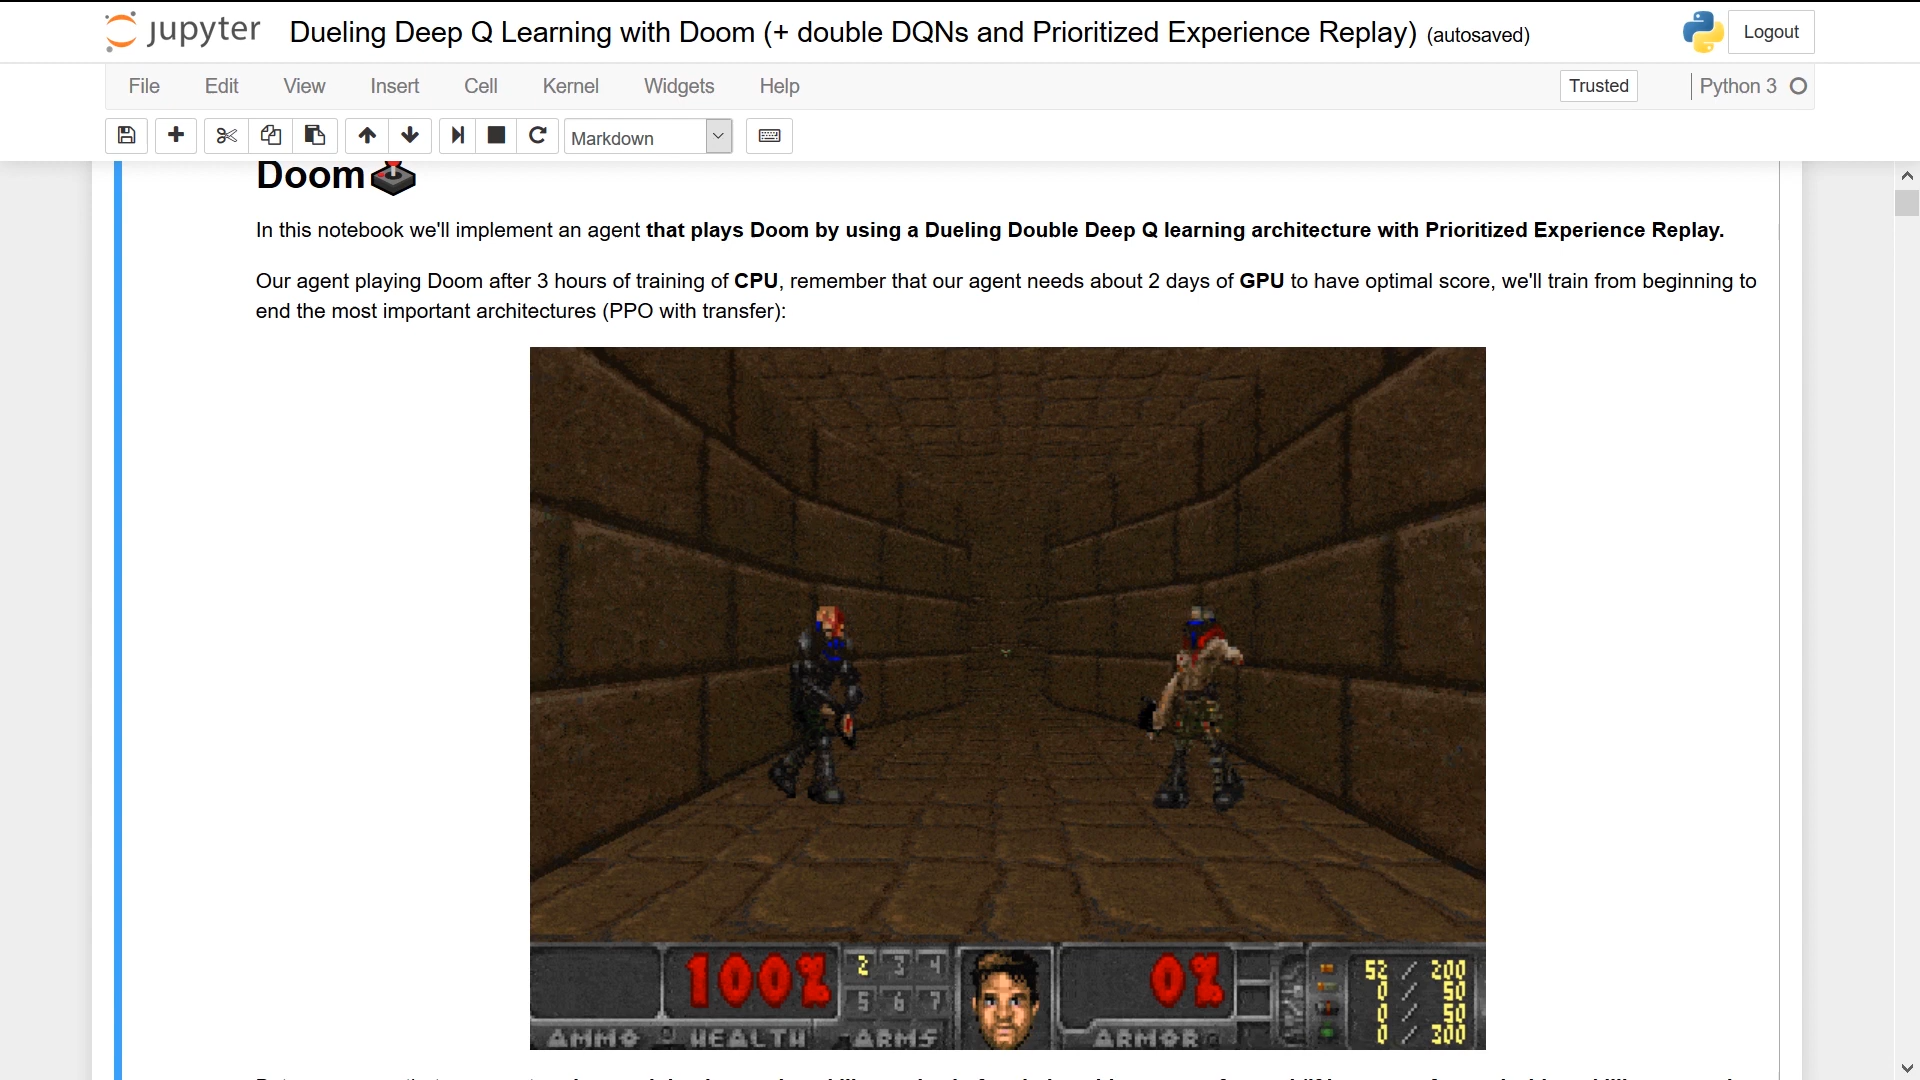 jupyter Dueling Deep Q Learning with Doom (+ double DQNs and Prioritized Experience Replay) (autosaved) Logout
File Edit View Insert Cell Kernel Widgets Help Trusted Python 3
Markdown
Doom
In this notebook we'll implement an agent that plays Doom by using a Dueling Double Deep Q learning architecture with Prioritized Experience Replay.
Our agent playing Doom after 3 hours of training of CPU, remember that our agent needs about 2 days of GPU to have optimal score, we'll train from beginning to
end the most important architectures (PPO with transfer):
100% 2 3 4 0% 52 / 200
5 6 7 0 / 50
0 / 50
0 / 300
AMMO HEALTH ARMS ARMOR